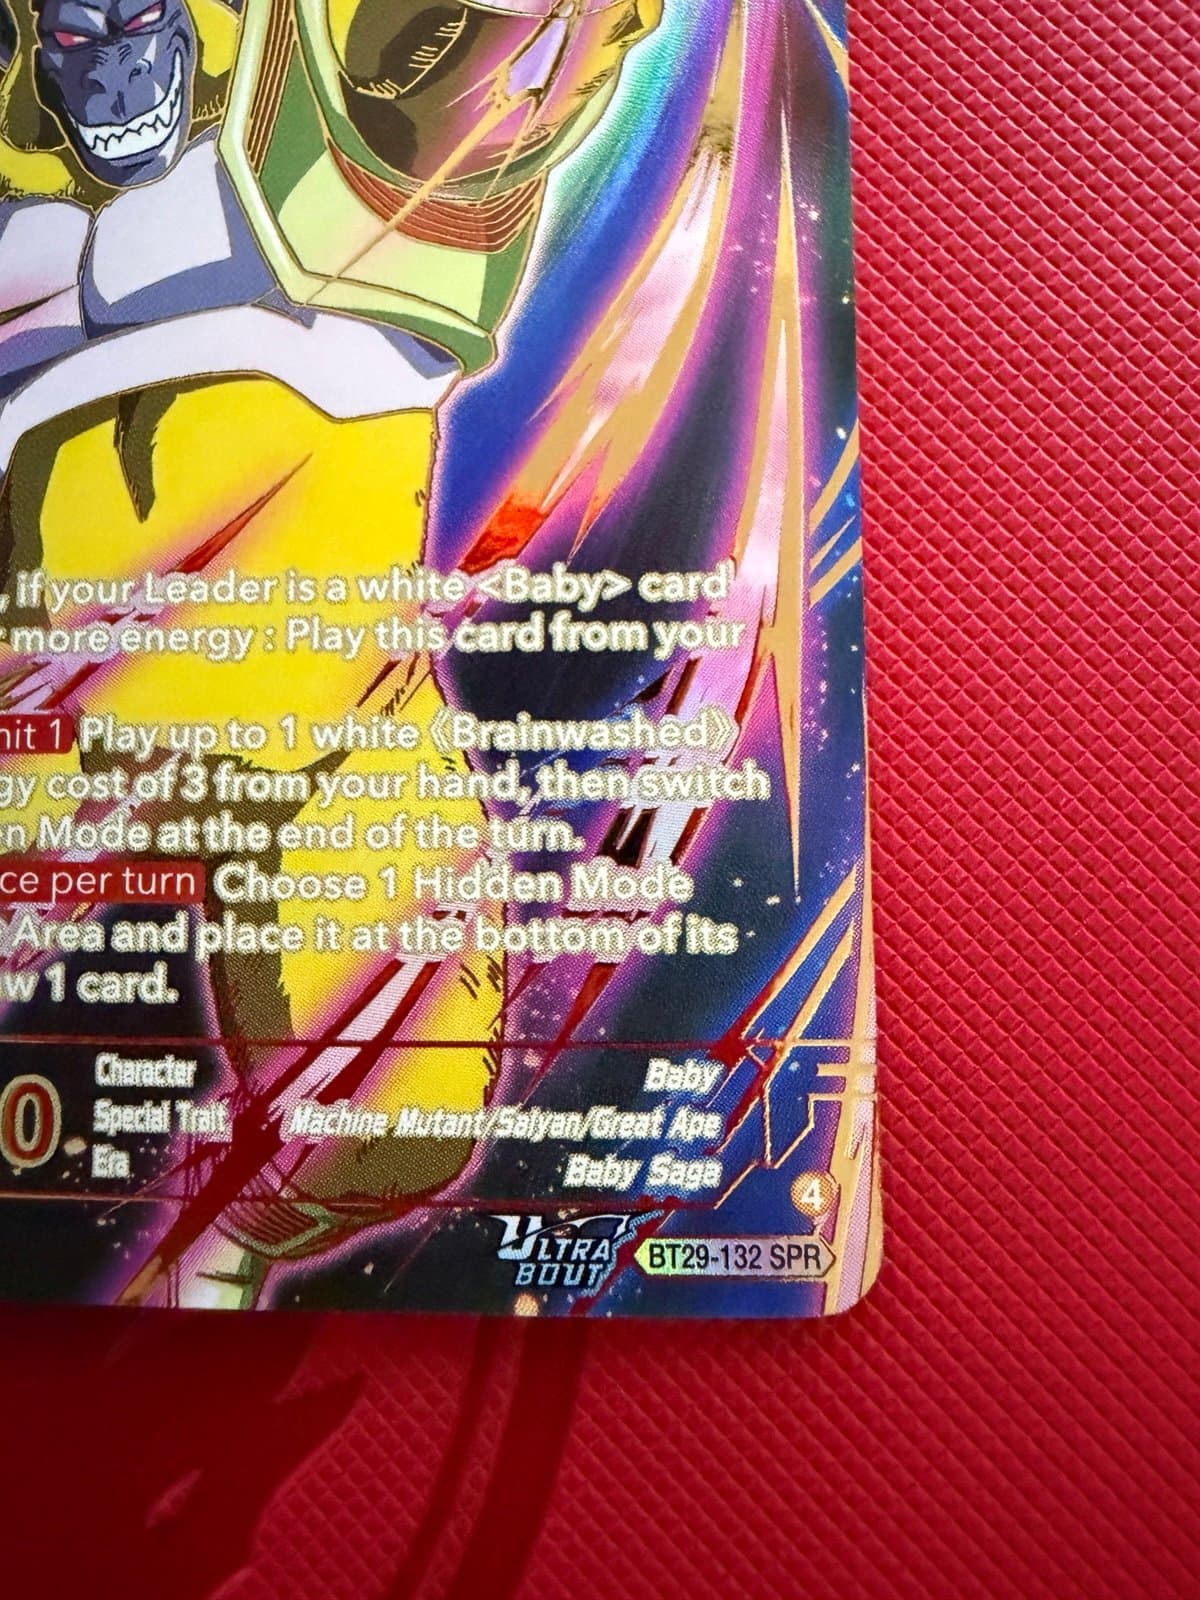 , if your Leader is a white <Baby> card
more energy : Play this card from your
it 1 Play up to 1 white 《Brainwashed》
gy cost of 3 from your hand, then switch
n Mode at the end of the turn.
ce per turn Choose 1 Hidden Mode
Area and place it at the bottom of its
w 1 card.
0
Character Baby
Special Trait Machine Mutant/Saiyan/Great Ape
Era Baby Saga
4
ULTRA BOUT BT29-132 SPR